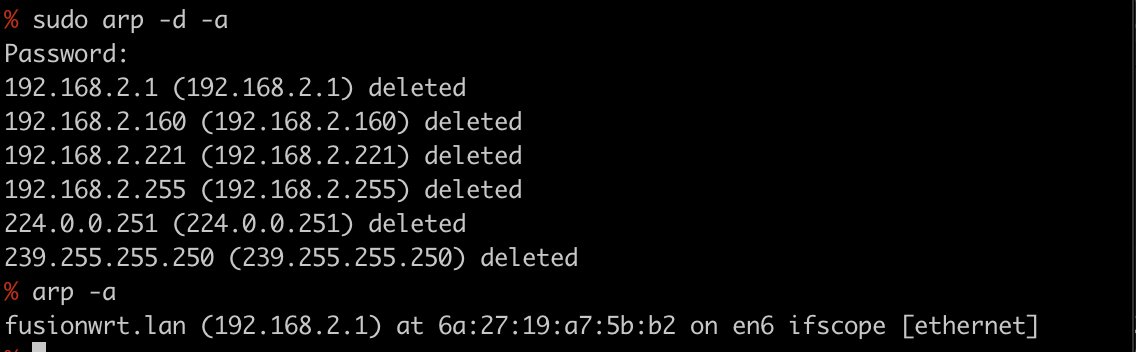 % sudo arp -d -a
Password:
192.168.2.1 (192.168.2.1) deleted
192.168.2.160 (192.168.2.160) deleted
192.168.2.221 (192.168.2.221) deleted
192.168.2.255 (192.168.2.255) deleted
224.0.0.251 (224.0.0.251) deleted
239.255.255.250 (239.255.255.250) deleted
% arp -a
fusionwrt.lan (192.168.2.1) at 6a:27:19:a7:5b:b2 on en6 ifscope [ethernet]
%